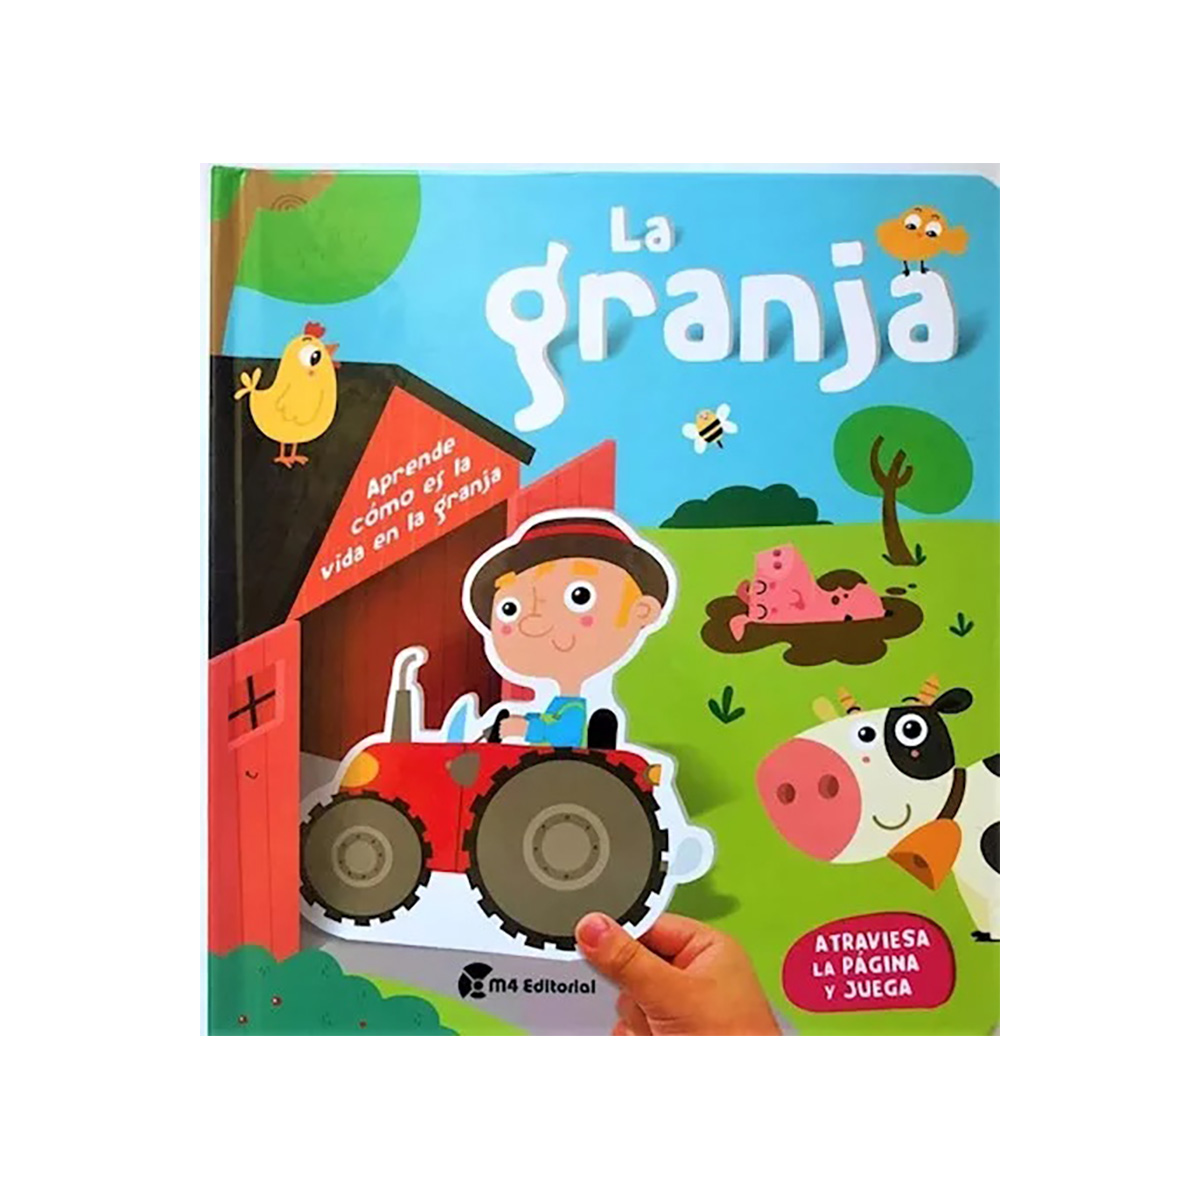 La
granja
Aprende
cómo es la
vida en la granja
M4 Editorial
ATRAVIESA
LA PÁGINA
Y JUEGA